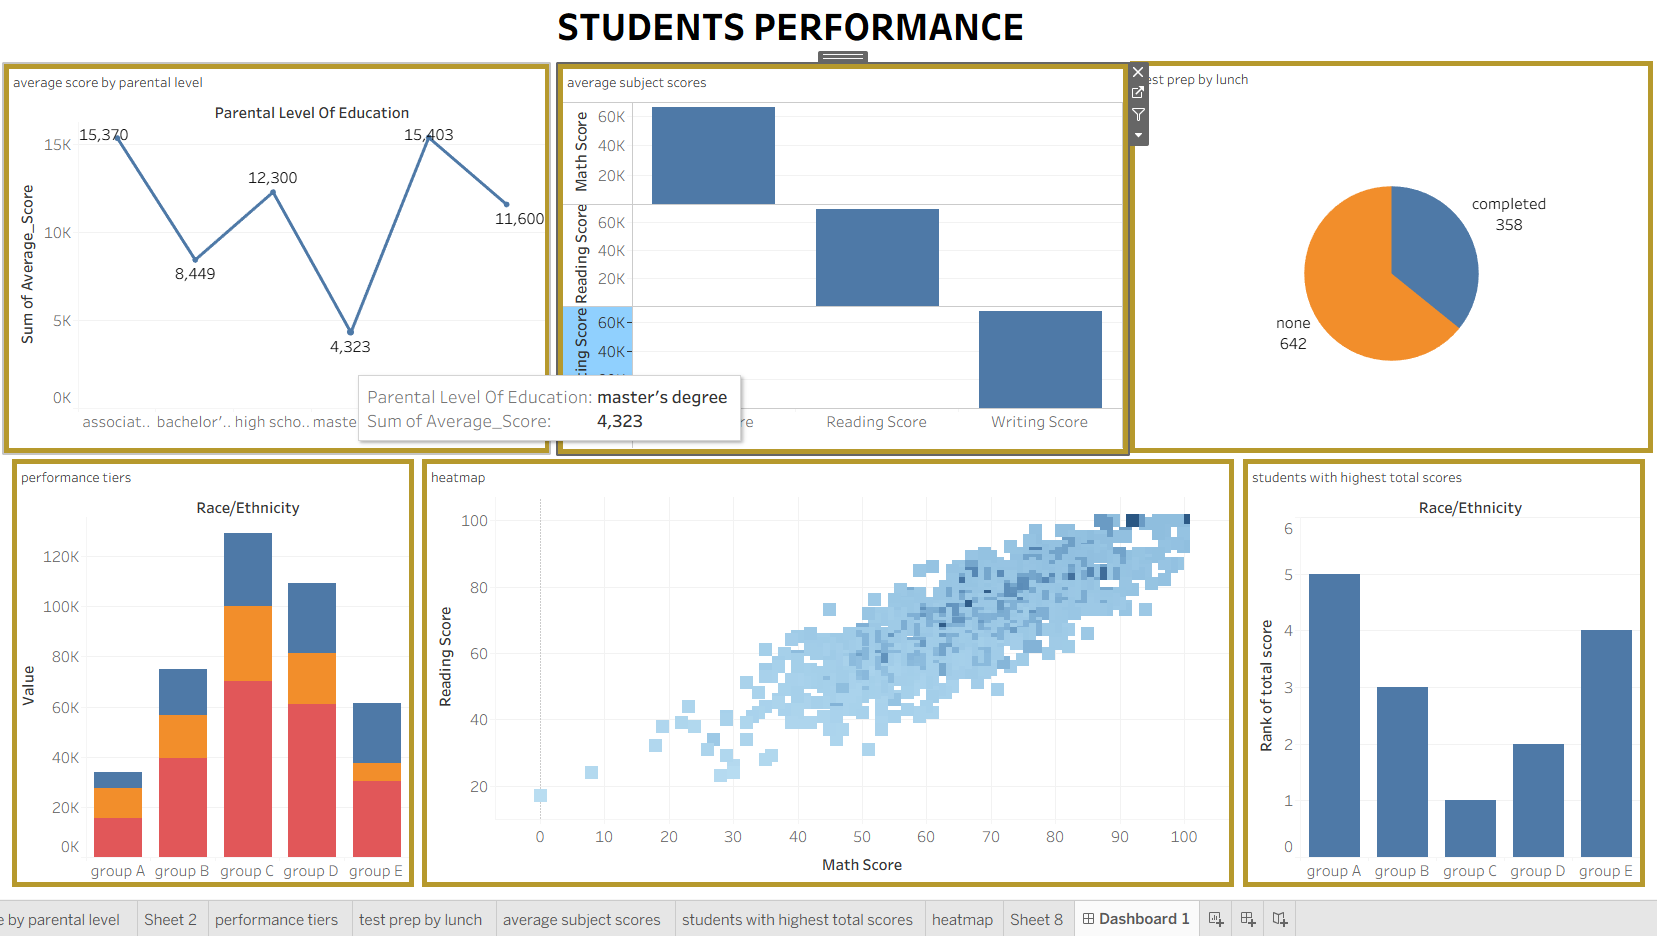 STUDENTS PERFORMANCE
average score by parental level
Parental Level Of Education
Sum of Average_Score
15K
10K
5K
0K
15,370
8,449
12,300
4,323
15,403
11,600
associat.. bachelor’.. high scho.. maste
Parental Level Of Education: master’s degree
Sum of Average_Score: 4,323
average subject scores
Math Score
60K
40K
20K
Reading Score
60K
40K
20K
ing Score
60K
40K
re
Reading Score
Writing Score
est prep by lunch
completed
358
none
642
performance tiers
Race/Ethnicity
Value
120K
100K
80K
60K
40K
20K
0K
group A group B group C group D group E
heatmap
Reading Score
100
80
60
40
20
0 10 20 30 40 50 60 70 80 90 100
Math Score
students with highest total scores
Race/Ethnicity
Rank of total score
6
5
4
3
2
1
0
group A group B group C group D group E
e by parental level Sheet 2 performance tiers test prep by lunch average subject scores students with highest total scores heatmap Sheet 8 Dashboard 1